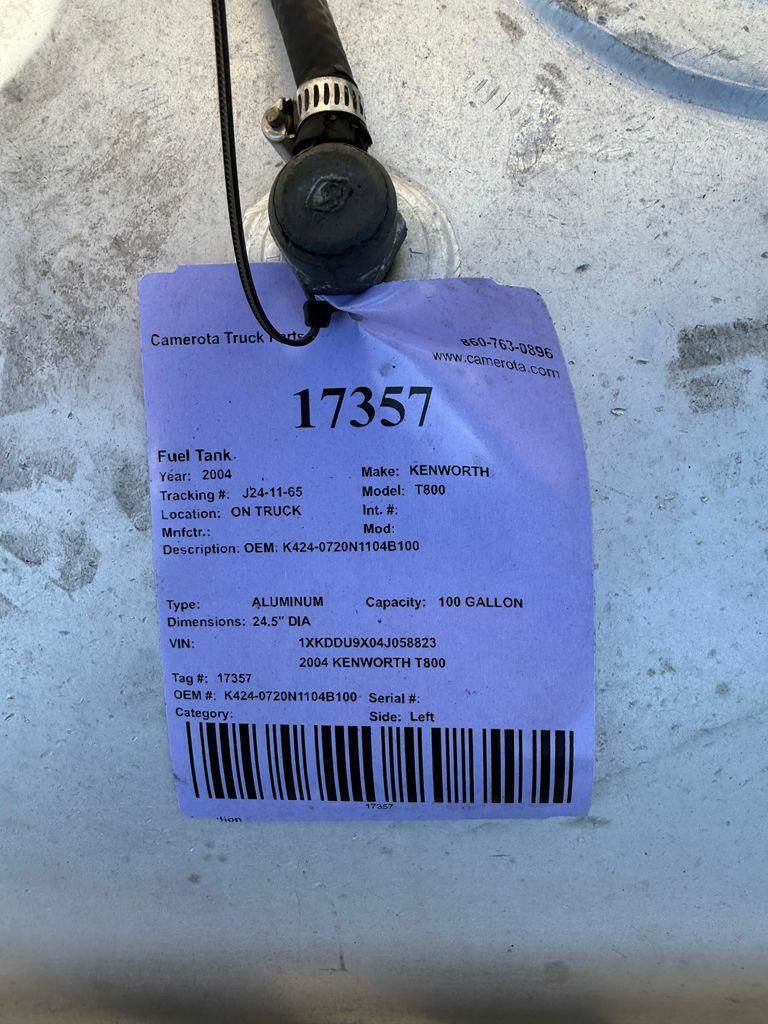 Camerota Truck Parts
860-763-0896
www.camerota.com
17357
Fuel Tank
Year: 2004 Make: KENWORTH
Tracking #: J24-11-65 Model: T800
Location: ON TRUCK Int. #:
Mnfctr.: Mod:
Description: OEM: K424-0720N1104B100
Type: ALUMINUM Capacity: 100 GALLON
Dimensions: 24.5" DIA
VIN: 1XKDDU9X04J058823
2004 KENWORTH T800
Tag #: 17357
OEM #: K424-0720N1104B100 Serial #:
Category: Side: Left
17357